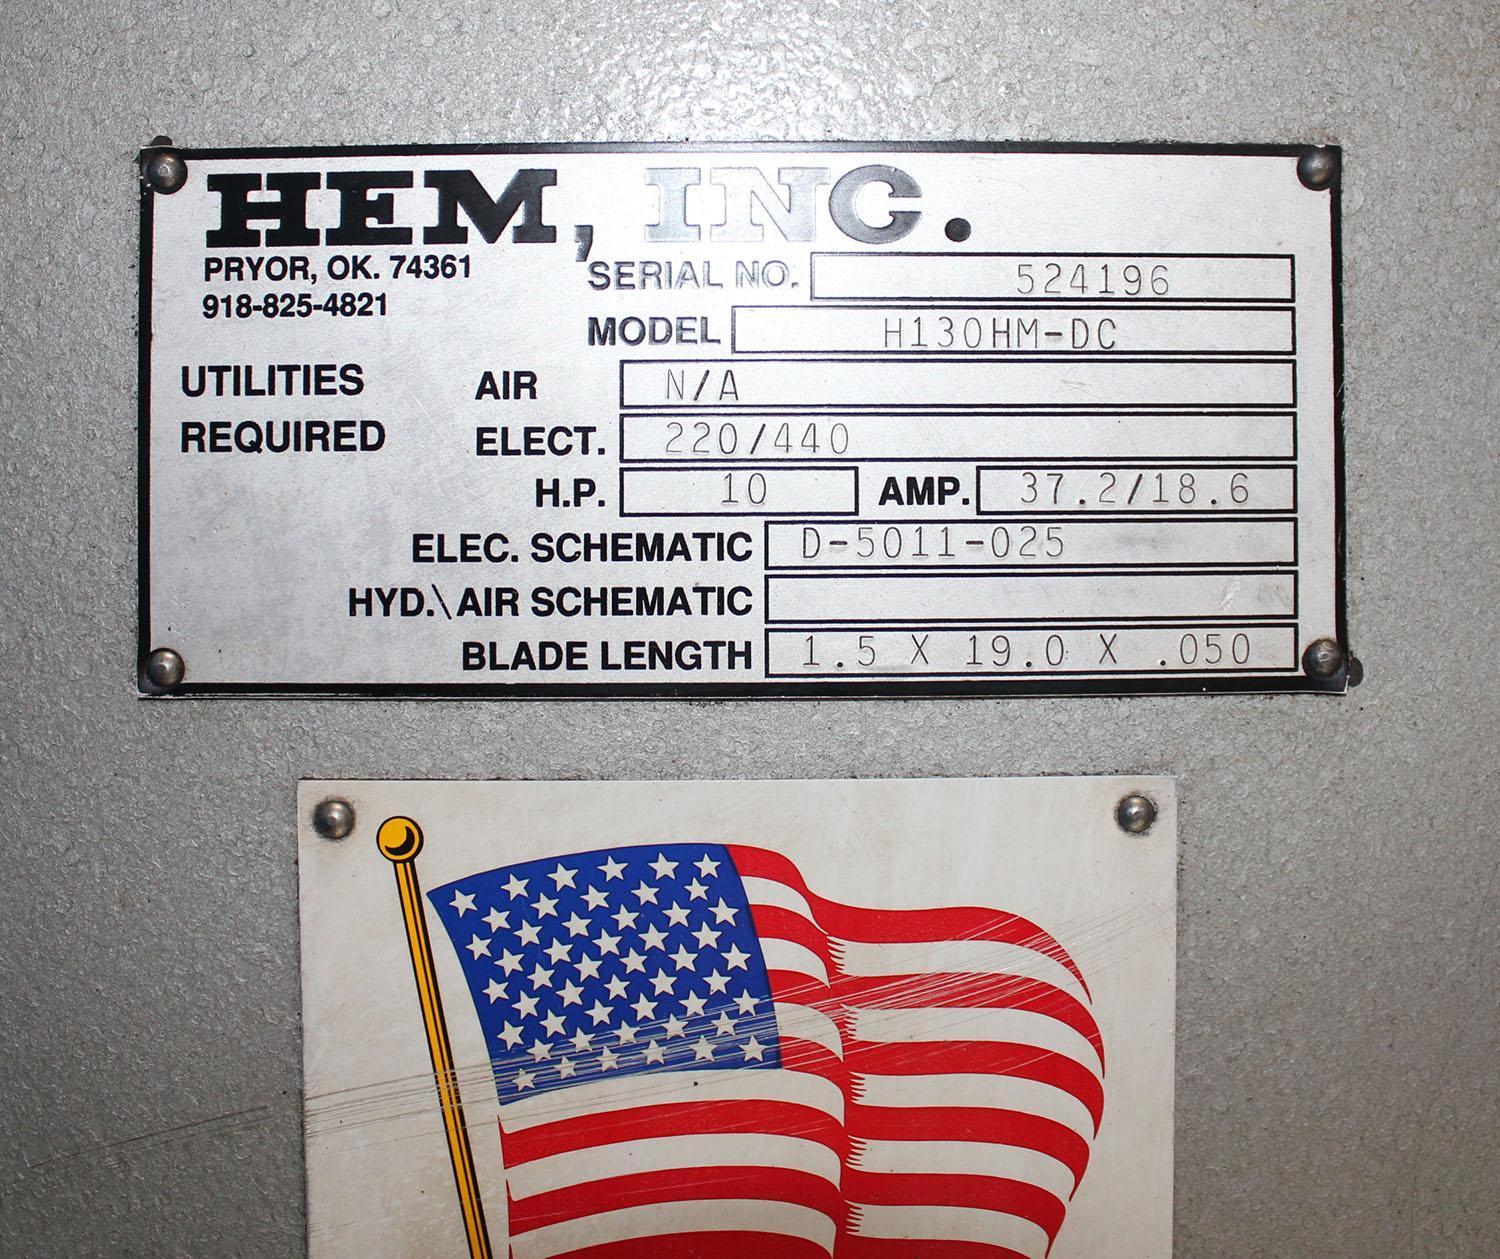 HEM, INC.
PRYOR, OK. 74361
918-825-4821
SERIAL NO. 524196
MODEL H130HM-DC
UTILITIES REQUIRED
AIR N/A
ELECT. 220/440
H.P. 10 AMP. 37.2/18.6
ELEC. SCHEMATIC D-5011-025
HYD.\AIR SCHEMATIC
BLADE LENGTH 1.5 X 19.0 X .050